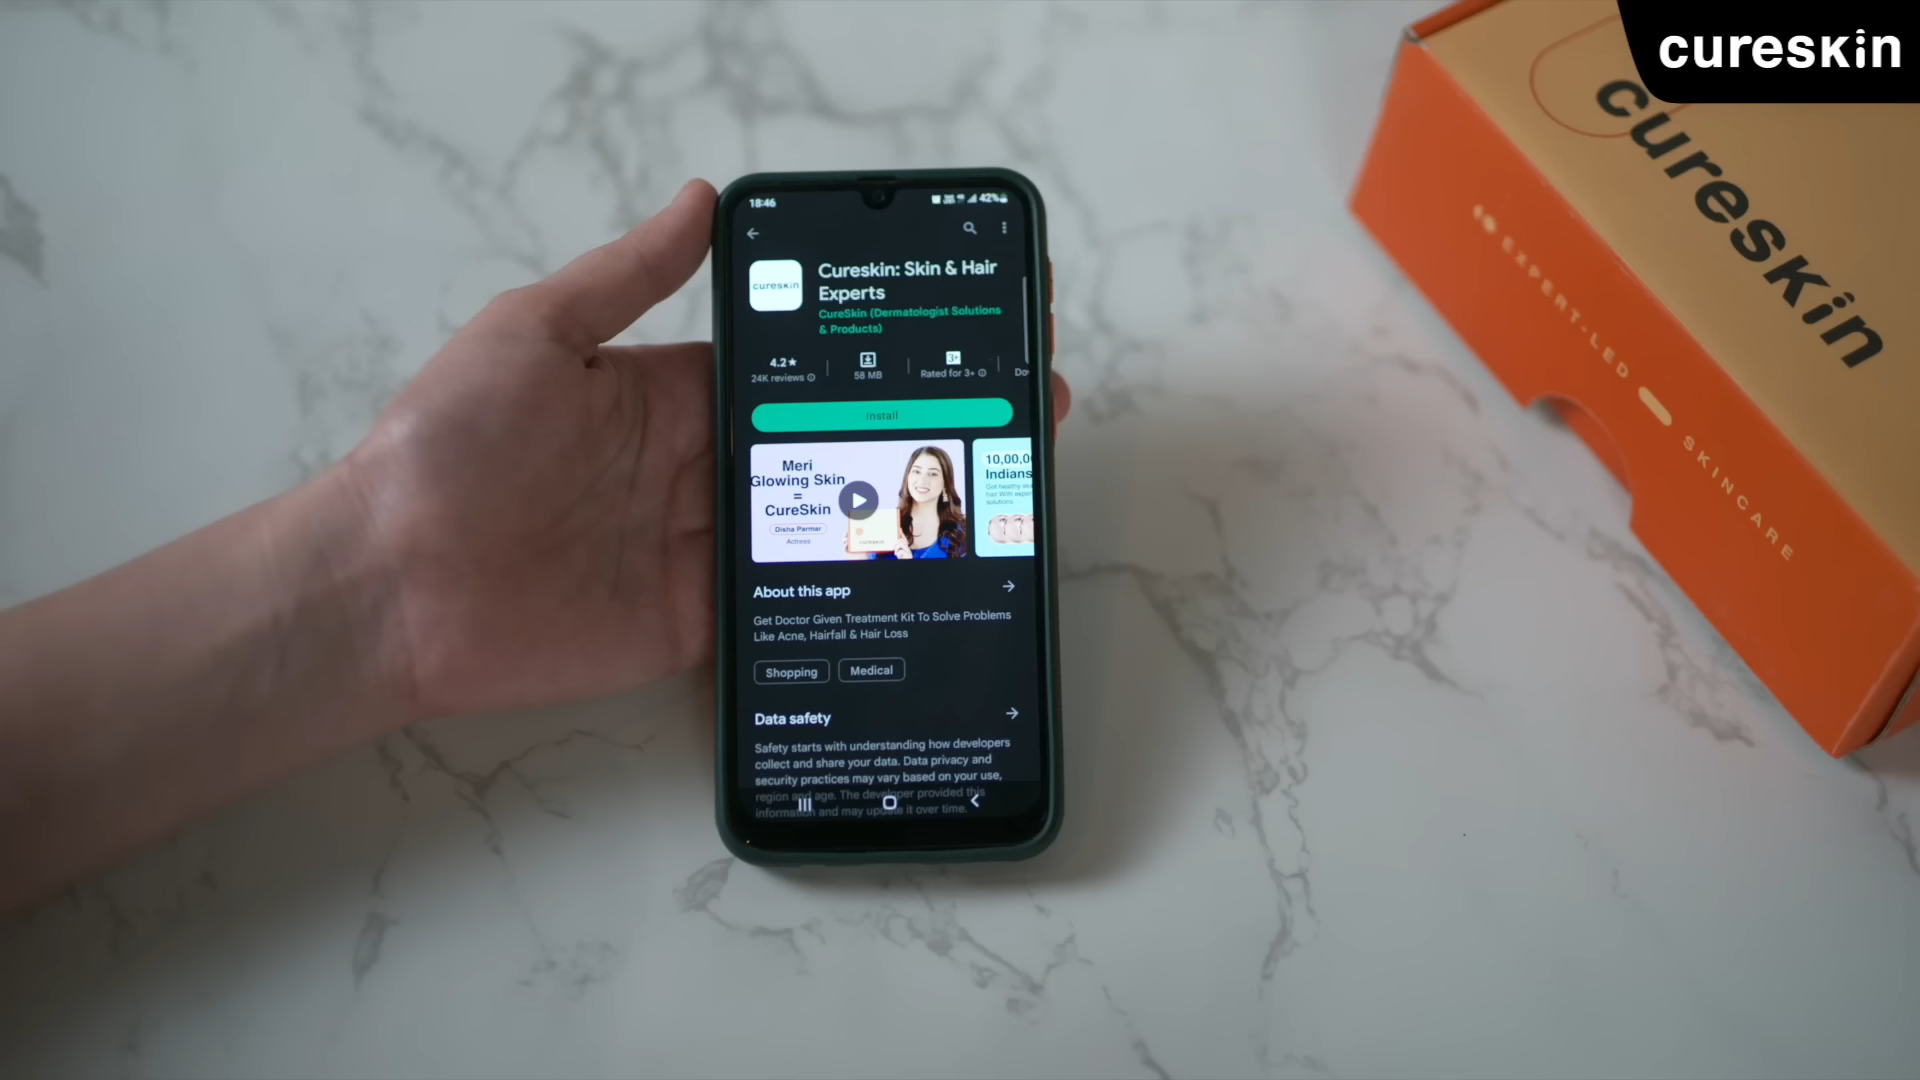 cureskin
cureskin
EXPERT-LED
SKINCARE
18:46
42%
cureskin
Cureskin: Skin & Hair
Experts
CureSkin (Dermatologist Solutions
& Products)
4.2★
24K reviews
58 MB
3+
Rated for 3+
Install
Meri
Glowing Skin
=
CureSkin
Disha Parmar
Actress
cureskin
Indians
About this app
Get Doctor Given Treatment Kit To Solve Problems
Like Acne, Hairfall & Hair Loss
Shopping
Medical
Data safety
Safety starts with understanding how developers
collect and share your data. Data privacy and
security practices may vary based on your use,
region and age. The developer provided this
information and may update it over time.